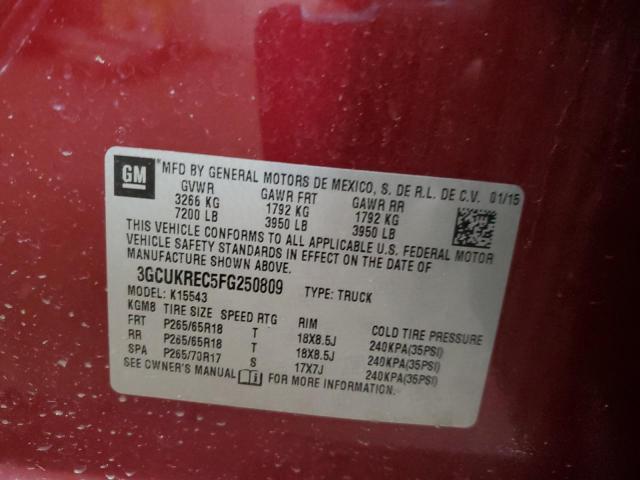 GM MFD BY GENERAL MOTORS DE MEXICO, S. DE R.L. DE C.V. 01/15
GVWR GAWR FRT GAWR RR
3266 KG 1792 KG 1792 KG
7200 LB 3950 LB 3950 LB
THIS VEHICLE CONFORMS TO ALL APPLICABLE U.S. FEDERAL MOTOR
VEHICLE SAFETY STANDARDS IN EFFECT ON THE DATE OF
MANUFACTURE SHOWN ABOVE.
3GCUKREC5FG250809 TYPE: TRUCK
MODEL: K15543
KGM8 TIRE SIZE SPEED RTG RIM COLD TIRE PRESSURE
FRT P265/65R18 T 18X8.5J 240KPA(35PSI)
RR P265/65R18 T 18X8.5J 240KPA(35PSI)
SPA P265/70R17 S 17X7J 240KPA(35PSI)
SEE OWNER'S MANUAL FOR MORE INFORMATION.